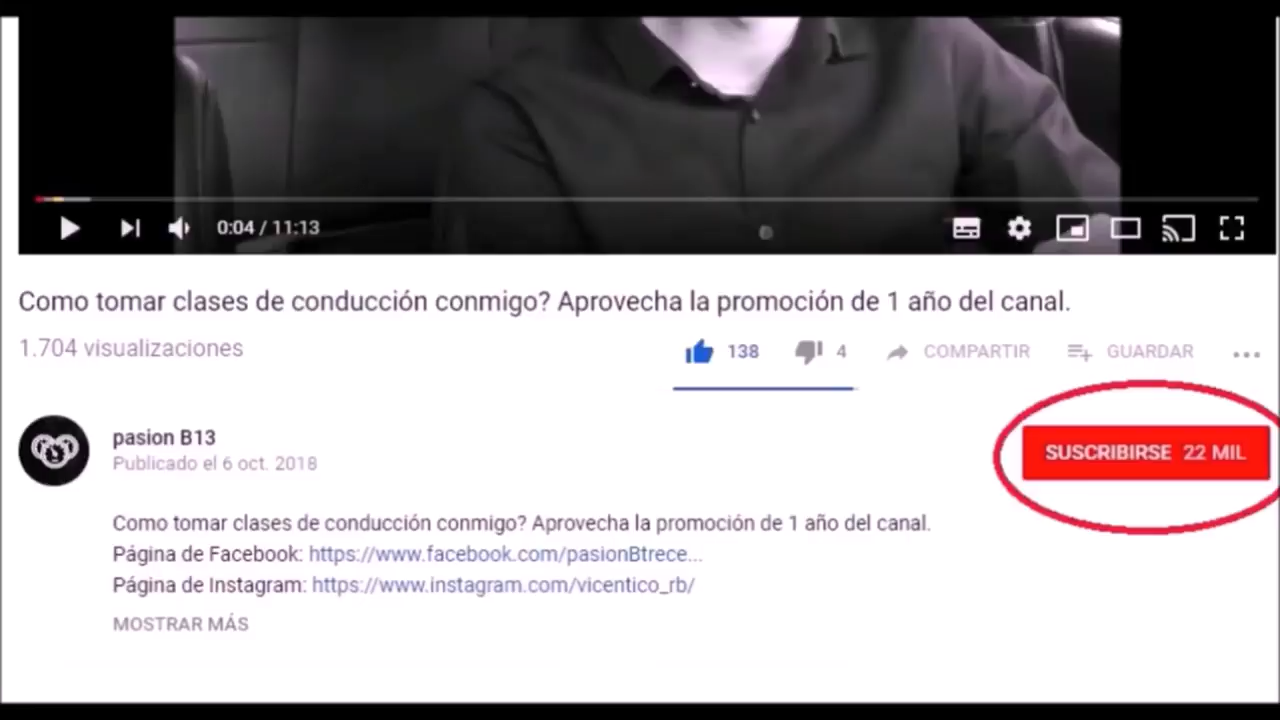 0:04 / 11:13
Como tomar clases de conducción conmigo? Aprovecha la promoción de 1 año del canal.
1.704 visualizaciones
138
4
COMPARTIR
GUARDAR
pasion B13
Publicado el 6 oct. 2018
SUSCRIBIRSE 22 MIL
Como tomar clases de conducción conmigo? Aprovecha la promoción de 1 año del canal.
Página de Facebook: https://www.facebook.com/pasionBtrece...
Página de Instagram: https://www.instagram.com/vicentico_rb/
MOSTRAR MÁS